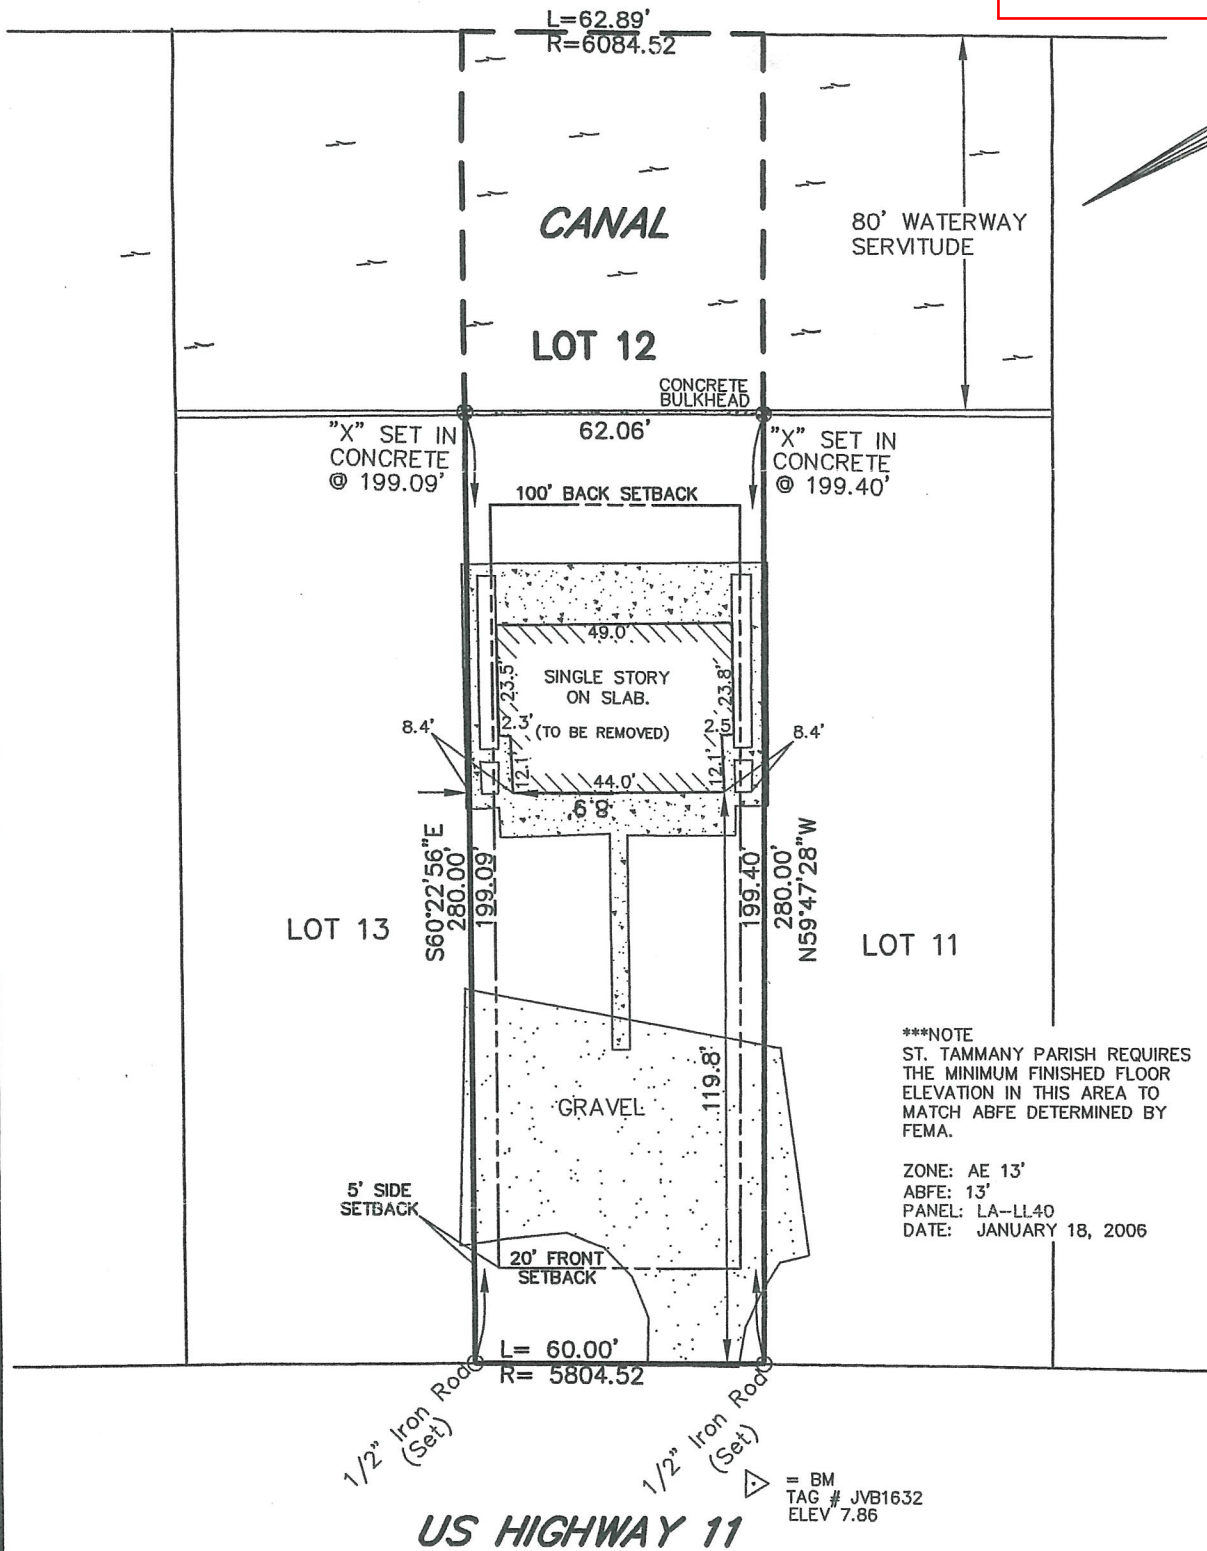 L=62.89'
R=6084.52
CANAL
80' WATERWAY
SERVITUDE
LOT 12
CONCRETE
BULKHEAD
62.06'
"X" SET IN
CONCRETE
@ 199.09'
"X" SET IN
CONCRETE
@ 199.40'
100' BACK SETBACK
49.0'
23.5'
SINGLE STORY
ON SLAB.
23.8'
2.3'
(TO BE REMOVED)
2.5
8.4'
8.4'
12.1'
44.0'
12.1'
8.9'
S60°22'56"E
280.00'
199.09'
199.40'
280.00'
N59°47'28"W
LOT 13
LOT 11
***NOTE
ST. TAMMANY PARISH REQUIRES
THE MINIMUM FINISHED FLOOR
ELEVATION IN THIS AREA TO
MATCH ABFE DETERMINED BY
FEMA.
119.8'
GRAVEL
ZONE: AE 13'
ABFE: 13'
PANEL: LA-LL40
DATE: JANUARY 18, 2006
5' SIDE
SETBACK
20' FRONT
SETBACK
L= 60.00'
R= 5804.52
1/2" Iron Rod
(Set)
1/2" Iron Rod
(Set)
= BM
TAG # JVB1632
ELEV 7.86
US HIGHWAY 11